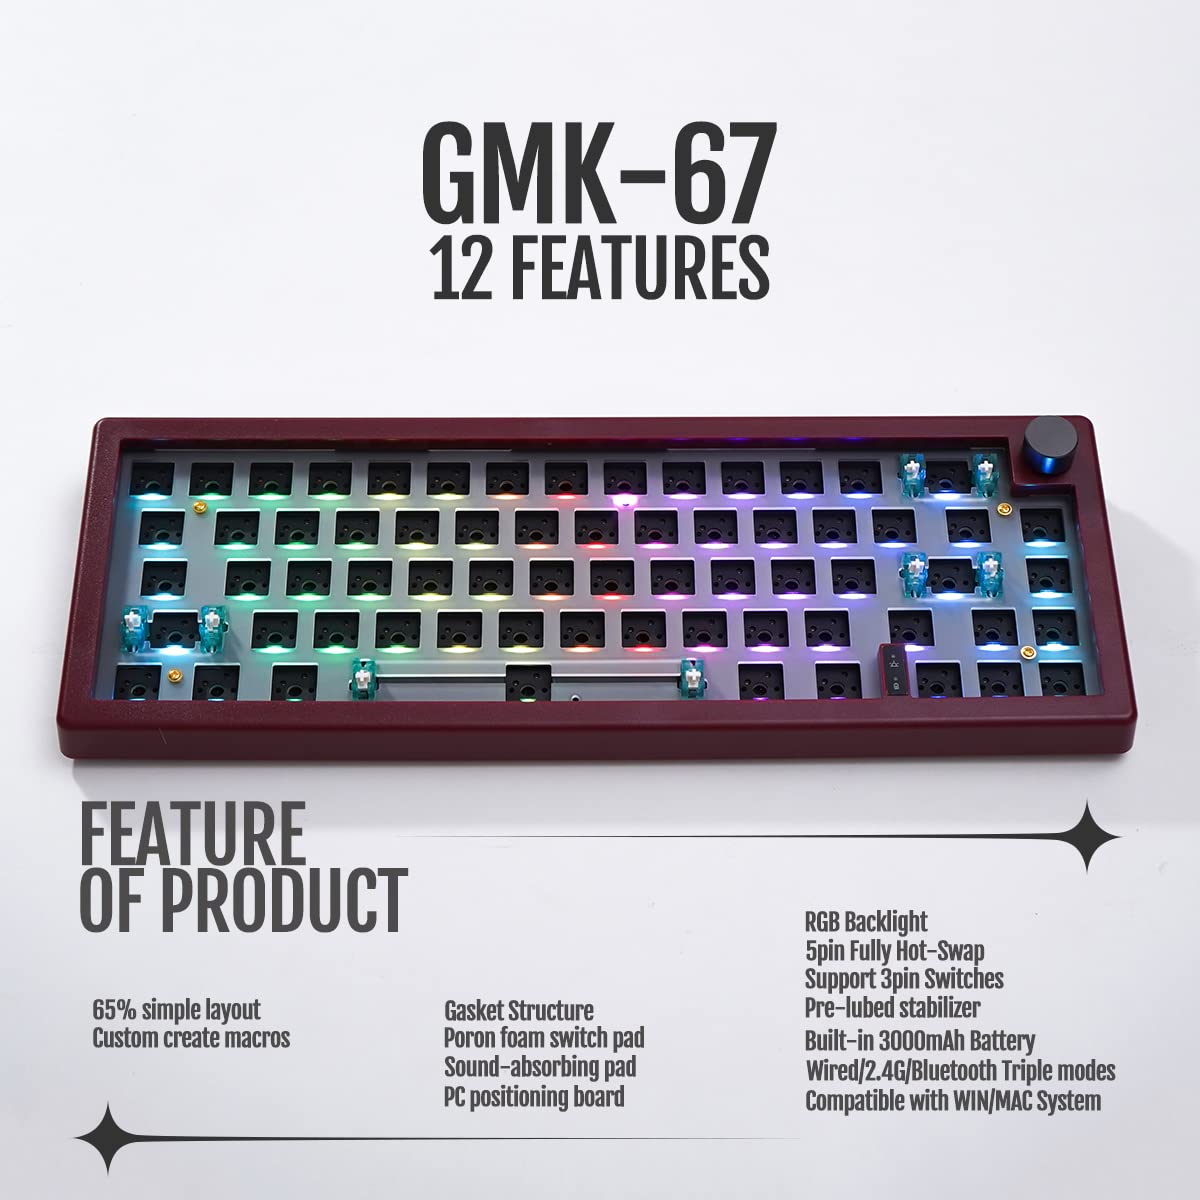 GMK-67
12 FEATURES
FEATURE
OF PRODUCT
65% simple layout
Custom create macros
Gasket Structure
Poron foam switch pad
Sound-absorbing pad
PC positioning board
RGB Backlight
5pin Fully Hot-Swap
Support 3pin Switches
Pre-lubed stabilizer
Built-in 3000mAh Battery
Wired/2.4G/Bluetooth Triple modes
Compatible with WIN/MAC System